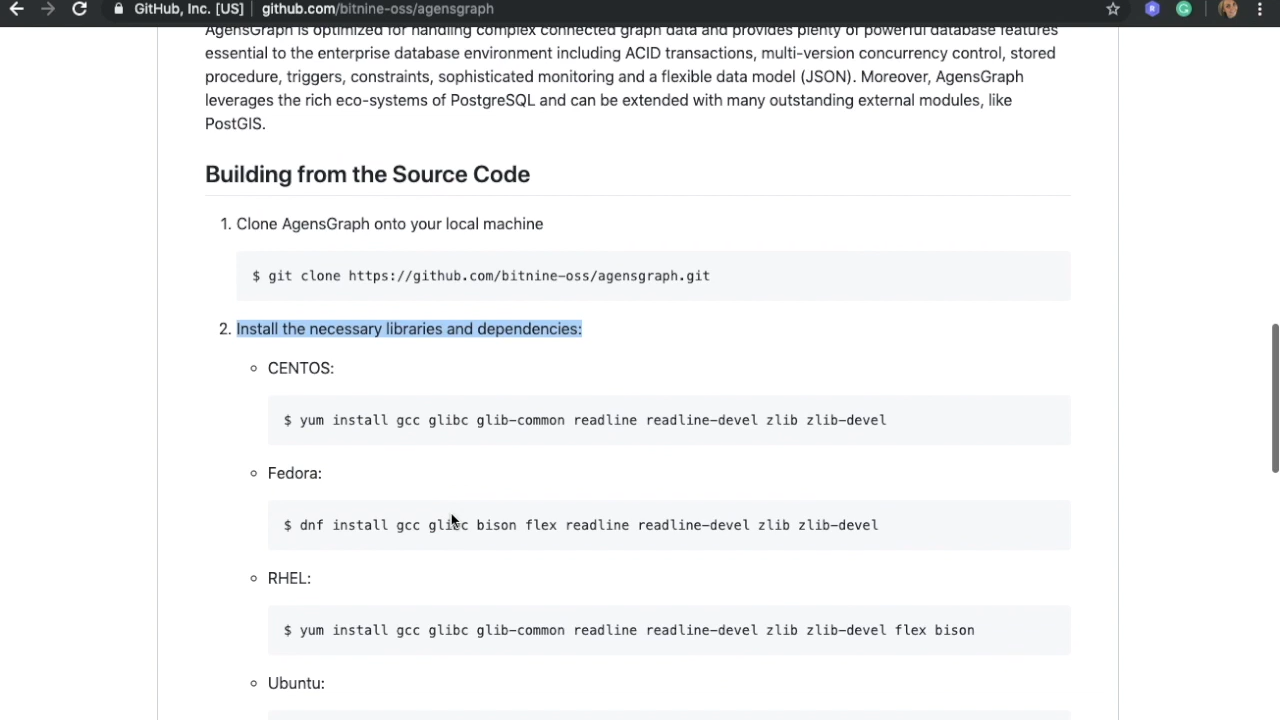 GitHub, Inc. [US] github.com/bitnine-oss/agensgraph
AgensGraph is optimized for handling complex connected graph data and provides plenty of powerful database features
essential to the enterprise database environment including ACID transactions, multi-version concurrency control, stored
procedure, triggers, constraints, sophisticated monitoring and a flexible data model (JSON). Moreover, AgensGraph
leverages the rich eco-systems of PostgreSQL and can be extended with many outstanding external modules, like
PostGIS.
Building from the Source Code
1. Clone AgensGraph onto your local machine
$ git clone https://github.com/bitnine-oss/agensgraph.git
2. Install the necessary libraries and dependencies:
CENTOS:
$ yum install gcc glibc glib-common readline readline-devel zlib zlib-devel
Fedora:
$ dnf install gcc glibc bison flex readline readline-devel zlib zlib-devel
RHEL:
$ yum install gcc glibc glib-common readline readline-devel zlib zlib-devel flex bison
Ubuntu: